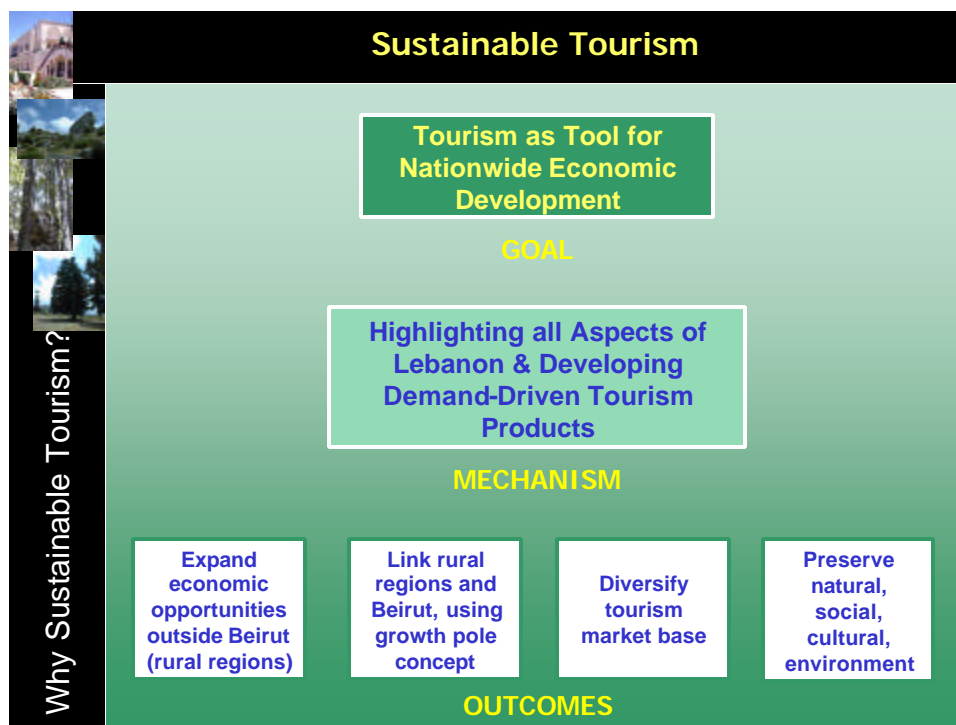 Sustainable Tourism
Why Sustainable Tourism?
Tourism as Tool for
Nationwide Economic
Development
GOAL
Highlighting all Aspects of
Lebanon & Developing
Demand-Driven Tourism
Products
MECHANISM
Expand
economic
opportunities
outside Beirut
(rural regions)
Link rural
regions and
Beirut, using
growth pole
concept
Diversify
tourism
market base
Preserve
natural,
social,
cultural,
environment
OUTCOMES